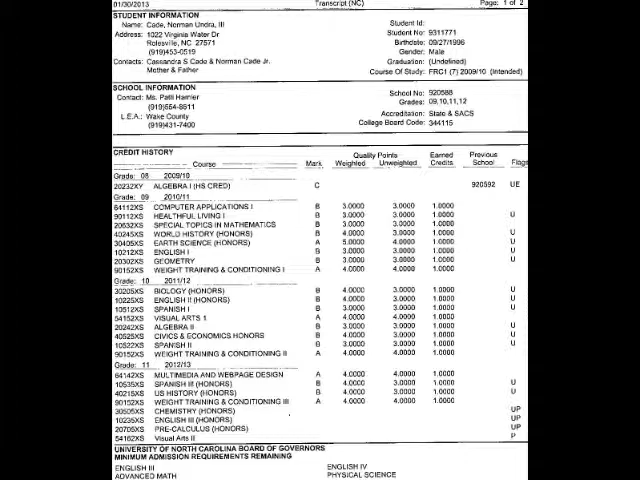 01/30/2013 Transcript (NC) Page: 1 of 2
STUDENT INFORMATION
Name: Cade, Norman Undra, III Student Id:
Address: 1022 Virginia Water Dr Student No: 9311771
Rolesville, NC 27571 Birthdate: 09/27/1996
(919)453-0519 Gender: Male
Contacts: Cassandra S Cade & Norman Cade Jr. Graduation: (Undefined)
Mother & Father Course Of Study: FRC1 (7) 2009/10 (Intended)
SCHOOL INFORMATION
Contact: Ms. Patti Hamler School No: 920588
(919)554-8611 Grades: 09,10,11,12
L.E.A.: Wake County Accreditation: State & SACS
(919)431-7400 College Board Code: 344115
CREDIT HISTORY
Quality Points Earned Previous
Course Mark Weighted Unweighted Credits School Flags
Grade: 08 2009/10
20232XY ALGEBRA I (HS CRED) C 920592 UE
Grade: 09 2010/11
64112XS COMPUTER APPLICATIONS I B 3.0000 3.0000 1.0000
90112XS HEALTHFUL LIVING I B 3.0000 3.0000 1.0000 U
20632XS SPECIAL TOPICS IN MATHEMATICS B 3.0000 3.0000 1.0000
40245XS WORLD HISTORY (HONORS) B 4.0000 3.0000 1.0000 U
30405XS EARTH SCIENCE (HONORS) A 5.0000 4.0000 1.0000 U
10212XS ENGLISH I B 3.0000 3.0000 1.0000 U
20302XS GEOMETRY B 3.0000 3.0000 1.0000 U
90152XS WEIGHT TRAINING & CONDITIONING I A 4.0000 4.0000 1.0000
Grade: 10 2011/12
30205XS BIOLOGY (HONORS) B 4.0000 3.0000 1.0000 U
10225XS ENGLISH II (HONORS) B 4.0000 3.0000 1.0000 U
10512XS SPANISH I B 3.0000 3.0000 1.0000 U
54152XS VISUAL ARTS I A 4.0000 4.0000 1.0000
20242XS ALGEBRA II B 3.0000 3.0000 1.0000 U
40525XS CIVICS & ECONOMICS HONORS B 4.0000 3.0000 1.0000 U
10522XS SPANISH II B 3.0000 3.0000 1.0000 U
90152XS WEIGHT TRAINING & CONDITIONING II A 4.0000 4.0000 1.0000
Grade: 11 2012/13
64142XS MULTIMEDIA AND WEBPAGE DESIGN A 4.0000 4.0000 1.0000
10535XS SPANISH III (HONORS) B 4.0000 3.0000 1.0000 U
40215XS US HISTORY (HONORS) B 4.0000 3.0000 1.0000 U
90152XS WEIGHT TRAINING & CONDITIONING III A 4.0000 4.0000 1.0000
30505XS CHEMISTRY (HONORS) UP
10235XS ENGLISH III (HONORS) UP
20705XS PRE-CALCULUS (HONORS) UP
54162XS Visual Arts II P
UNIVERSITY OF NORTH CAROLINA BOARD OF GOVERNORS
MINIMUM ADMISSION REQUIREMENTS REMAINING
ENGLISH III ENGLISH IV
ADVANCED MATH PHYSICAL SCIENCE